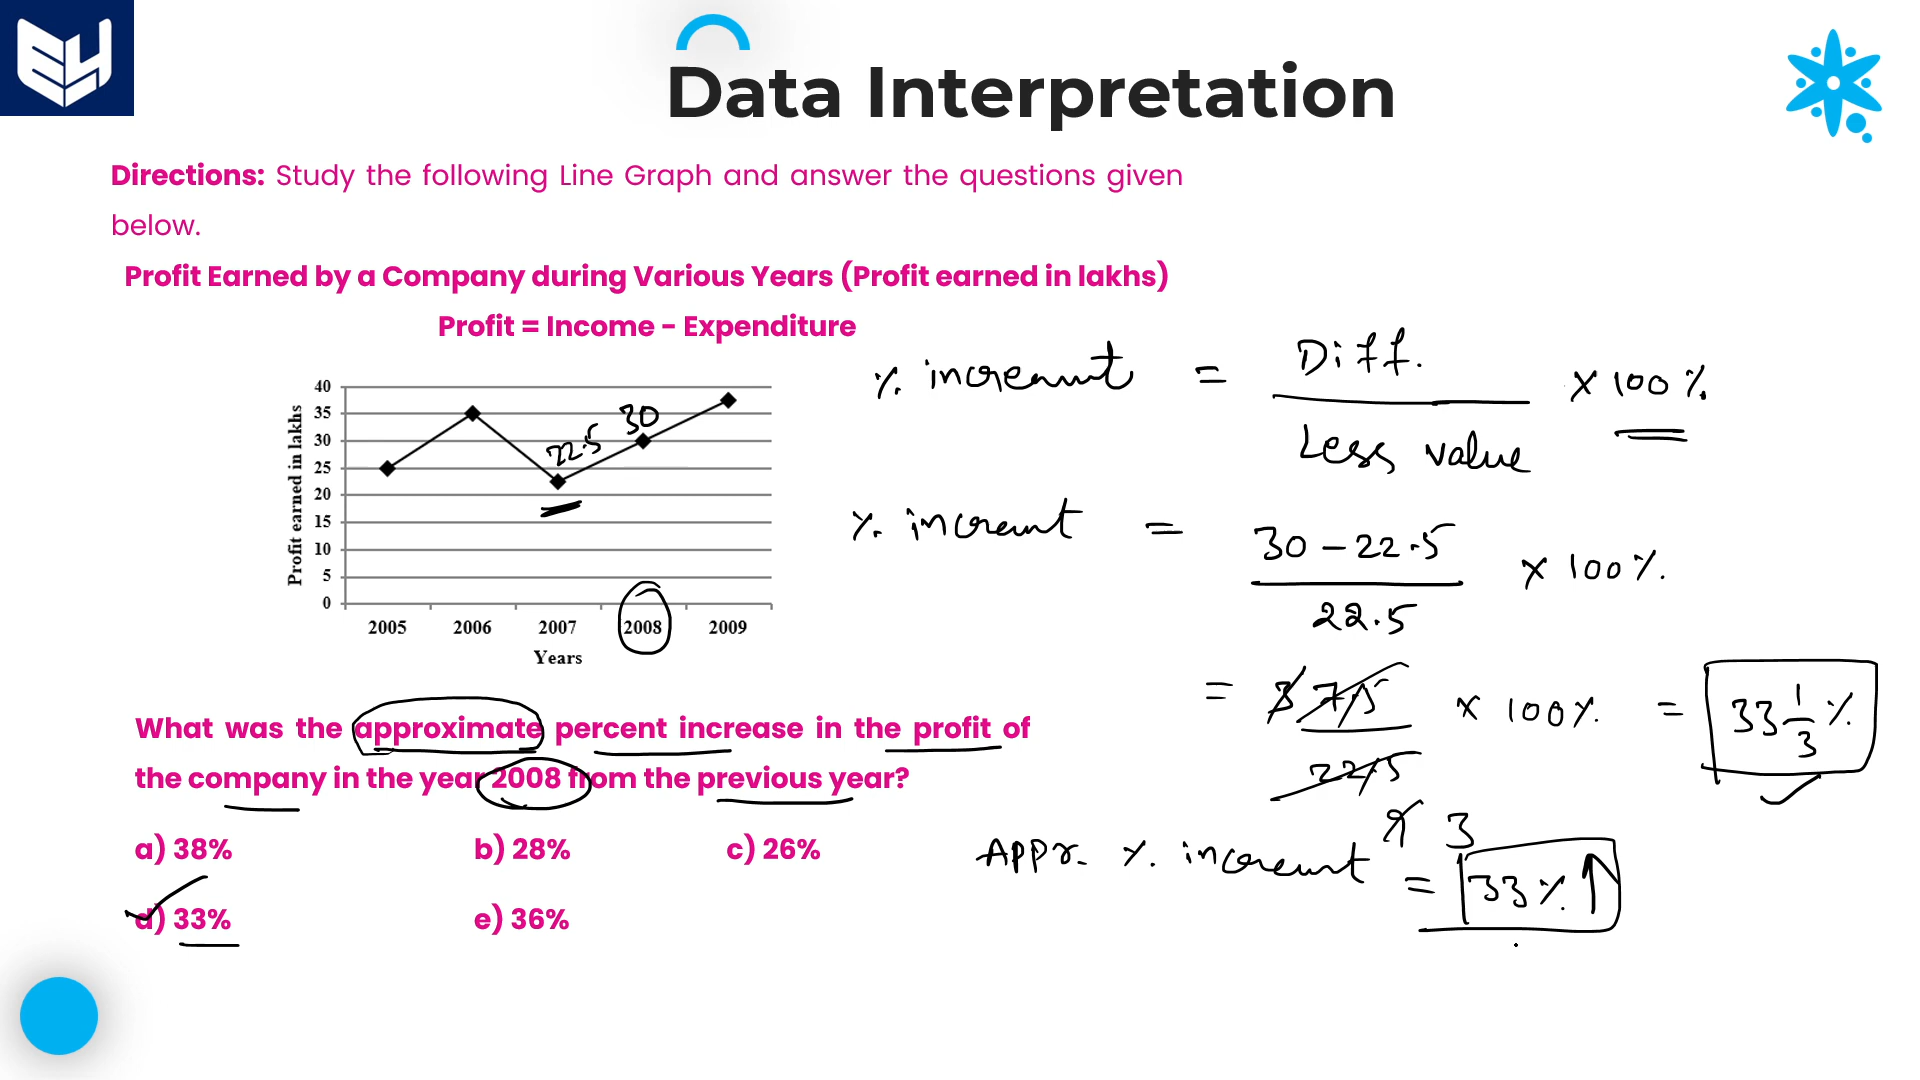 Data Interpretation
Directions: Study the following Line Graph and answer the questions given
below.
Profit Earned by a Company during Various Years (Profit earned in lakhs)
Profit = Income - Expenditure
Profit earned in lakhs
40
35
30
25
20
15
10
5
0
22.5
30
2005 2006 2007 2008 2009
Years
What was the approximate percent increase in the profit of
the company in the year 2008 from the previous year?
a) 38% b) 28% c) 26%
d) 33% e) 36%
% increment = Diff. / Less value × 100%
% increment = 30 - 22.5 / 22.5 × 100%
= 75 / 225 × 100% = 33 1/3 %
9 3
Appr. % increment = 33% ↑